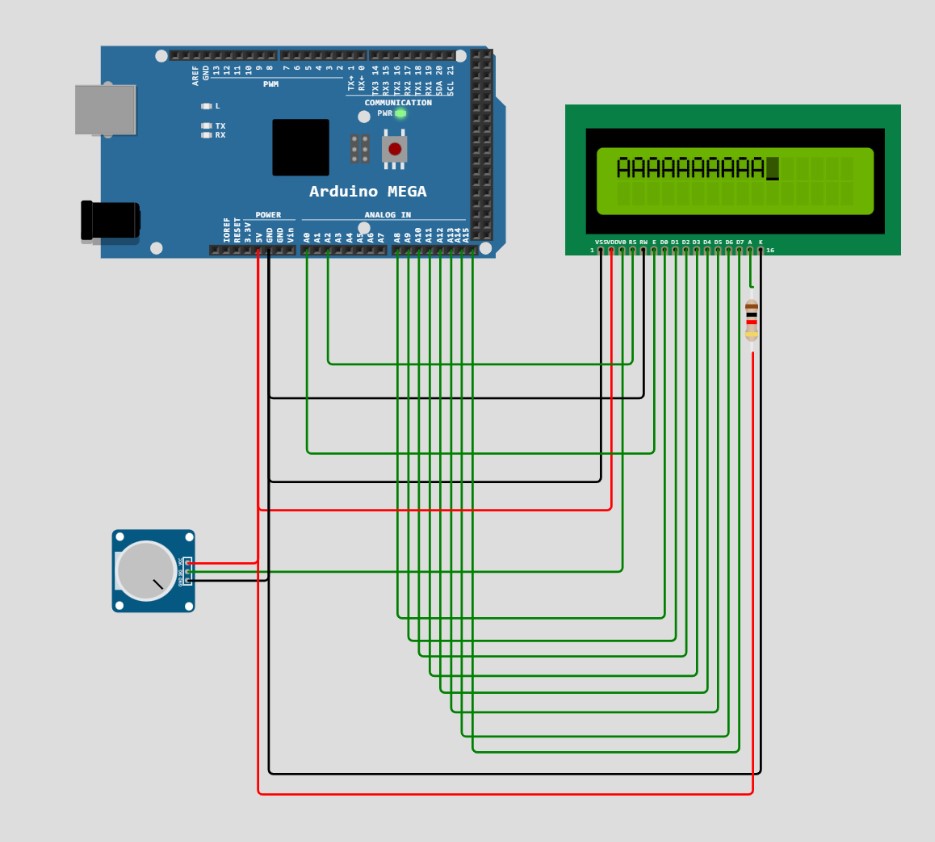 AREF GND 13 12 11 10 9 8 7 6 5 4 3 2 TX→1 RX←0 TX3 14 RX3 15 TX2 16 RX2 17 TX1 18 RX1 19 SDA 20 SCL 21
PWM
COMMUNICATION
L
PWR
TX
RX
Arduino MEGA
POWER
ANALOG IN
IOREF RESET 3.3V 5V GND GND Vin A0 A1 A2 A3 A4 A5 A6 A7 A8 A9 A10 A11 A12 A13 A14 A15
AAAAAAAAAA_
VSS VDD V0 RS RW E D0 D1 D2 D3 D4 D5 D6 D7 A K
1 16